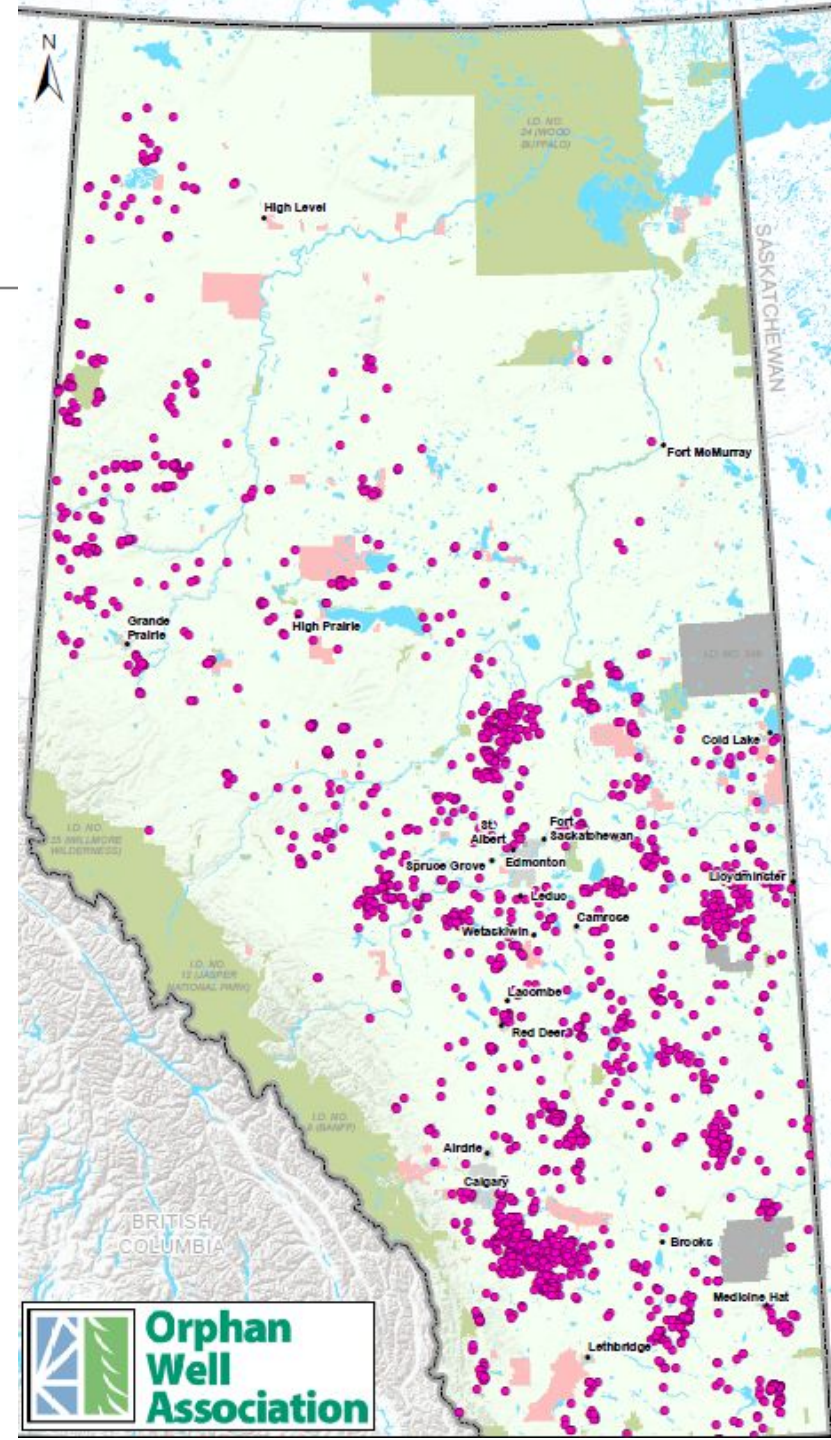 N
I.D. NO.
24 (WOOD
BUFFALO)
High Level
SASKATCHEWAN
Fort McMurray
Grande
Prairie
High Prairie
I.D. NO. 349
Cold Lake
I.D. NO.
25 (WILLMORE
WILDERNESS)
St.
Albert
Fort
Saskatchewan
Spruce Grove
Edmonton
Lloydminster
Leduc
Camrose
Wetaskiwin
I.D. NO.
12 (JASPER
NATIONAL PARK)
Lacombe
Red Deer
I.D. NO.
9 (BANFF)
Airdrie
Calgary
BRITISH
COLUMBIA
Brooks
Medicine Hat
Lethbridge
Orphan
Well
Association